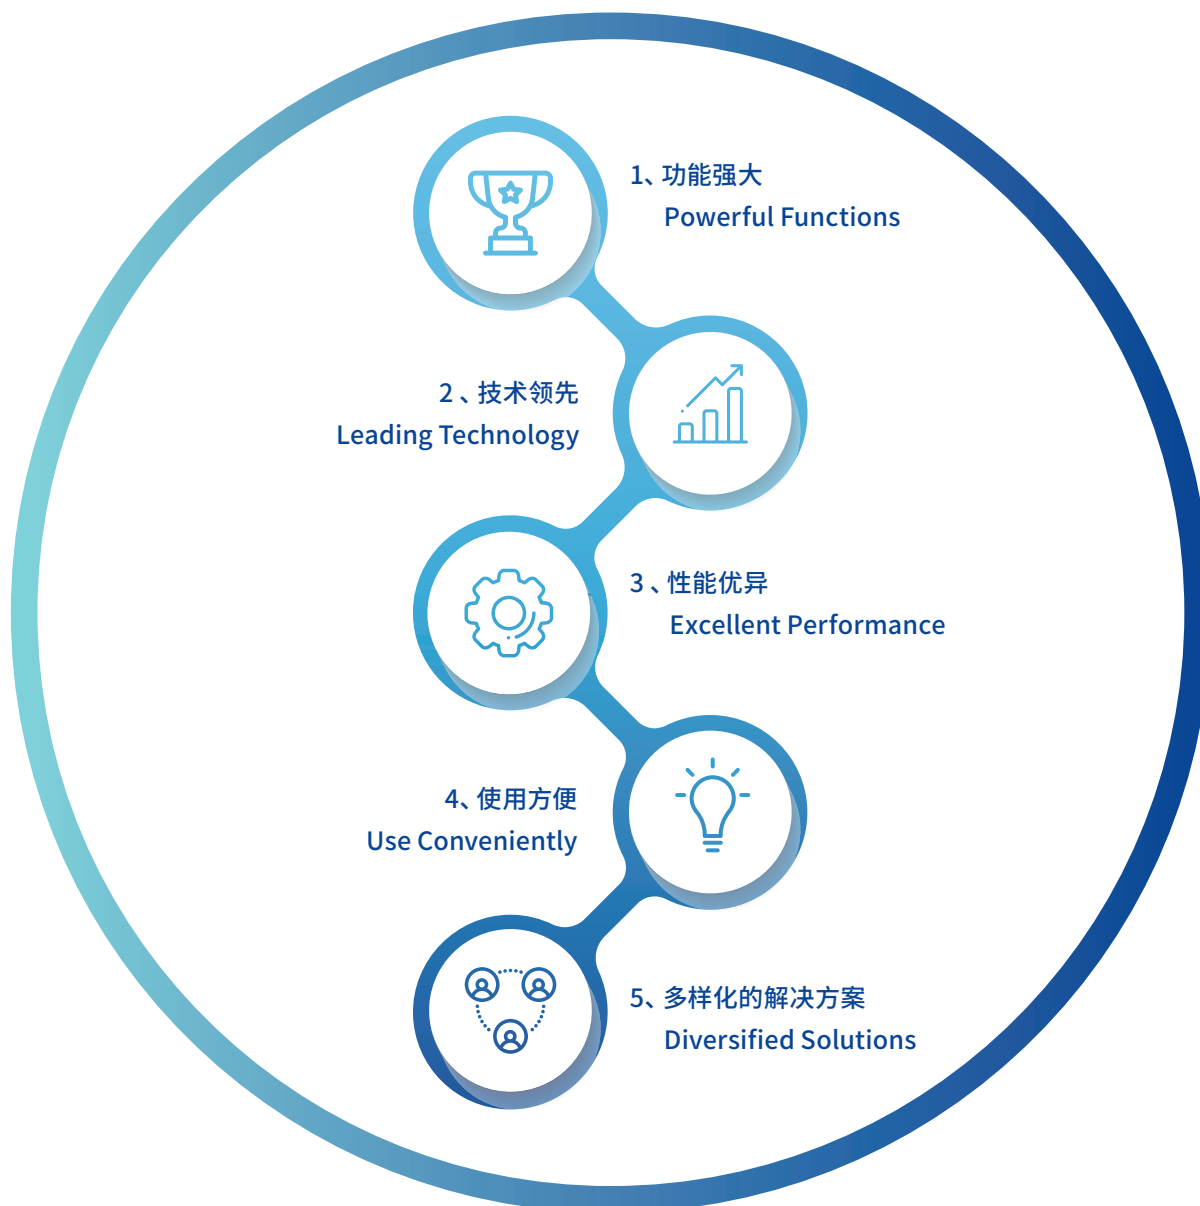 1、功能强大
Powerful Functions
2、技术领先
Leading Technology
3、性能优异
Excellent Performance
4、使用方便
Use Conveniently
5、多样化的解决方案
Diversified Solutions